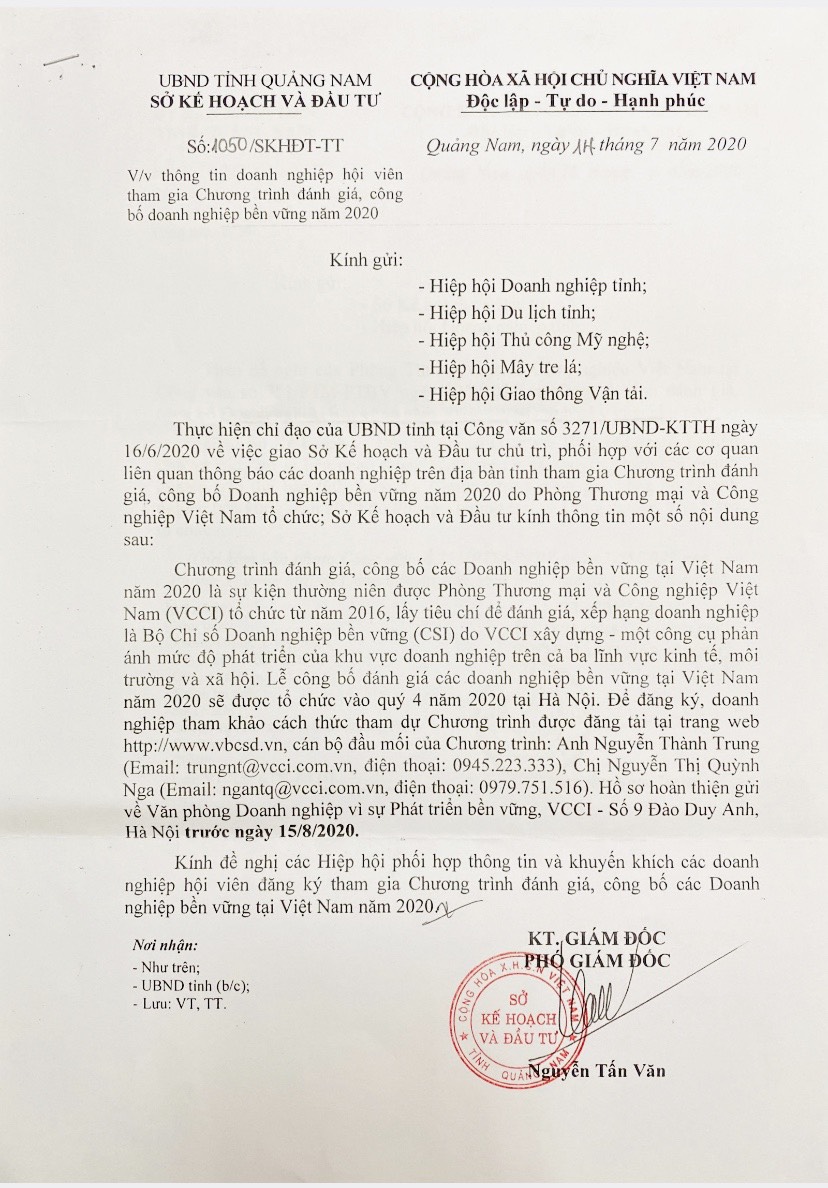 UBND TỈNH QUẢNG NAM
SỞ KẾ HOẠCH VÀ ĐẦU TƯ
CỘNG HÒA XÃ HỘI CHỦ NGHĨA VIỆT NAM
Độc lập - Tự do - Hạnh phúc
Số:1050/SKHĐT-TT
Quảng Nam, ngày 14 tháng 7 năm 2020
V/v thông tin doanh nghiệp hội viên
tham gia Chương trình đánh giá, công
bố doanh nghiệp bền vững năm 2020
Kính gửi:
- Hiệp hội Doanh nghiệp tỉnh;
- Hiệp hội Du lịch tỉnh;
- Hiệp hội Thủ công Mỹ nghệ;
- Hiệp hội Mây tre lá;
- Hiệp hội Giao thông Vận tải.
Thực hiện chỉ đạo của UBND tỉnh tại Công văn số 3271/UBND-KTTH ngày
16/6/2020 về việc giao Sở Kế hoạch và Đầu tư chủ trì, phối hợp với các cơ quan
liên quan thông báo các doanh nghiệp trên địa bàn tỉnh tham gia Chương trình đánh
giá, công bố Doanh nghiệp bền vững năm 2020 do Phòng Thương mại và Công
nghiệp Việt Nam tổ chức; Sở Kế hoạch và Đầu tư kính thông tin một số nội dung
sau:
Chương trình đánh giá, công bố các Doanh nghiệp bền vững tại Việt Nam
năm 2020 là sự kiện thường niên được Phòng Thương mại và Công nghiệp Việt
Nam (VCCI) tổ chức từ năm 2016, lấy tiêu chí để đánh giá, xếp hạng doanh nghiệp
là Bộ Chỉ số Doanh nghiệp bền vững (CSI) do VCCI xây dựng - một công cụ phản
ánh mức độ phát triển của khu vực doanh nghiệp trên cả ba lĩnh vực kinh tế, môi
trường và xã hội. Lễ công bố đánh giá các doanh nghiệp bền vững tại Việt Nam
năm 2020 sẽ được tổ chức vào quý 4 năm 2020 tại Hà Nội. Để đăng ký, doanh
nghiệp tham khảo cách thức tham dự Chương trình được đăng tải tại trang web
http://www.vbcsd.vn, cán bộ đầu mối của Chương trình: Anh Nguyễn Thành Trung
(Email: trungnt@vcci.com.vn, điện thoại: 0945.223.333), Chị Nguyễn Thị Quỳnh
Nga (Email: ngantq@vcci.com.vn, điện thoại: 0979.751.516). Hồ sơ hoàn thiện gửi
về Văn phòng Doanh nghiệp vì sự Phát triển bền vững, VCCI - Số 9 Đào Duy Anh,
Hà Nội trước ngày 15/8/2020.
Kính đề nghị các Hiệp hội phối hợp thông tin và khuyến khích các doanh
nghiệp hội viên đăng ký tham gia Chương trình đánh giá, công bố các Doanh
nghiệp bền vững tại Việt Nam năm 2020.
Nơi nhận:
- Như trên;
- UBND tỉnh (b/c);
- Lưu: VT, TT.
KT. GIÁM ĐỐC
PHÓ GIÁM ĐỐC
CỘNG HÒA X.H.C.N VIỆT NAM
SỞ
KẾ HOẠCH
VÀ ĐẦU TƯ
TỈNH QUẢNG NAM
Nguyễn Tấn Văn